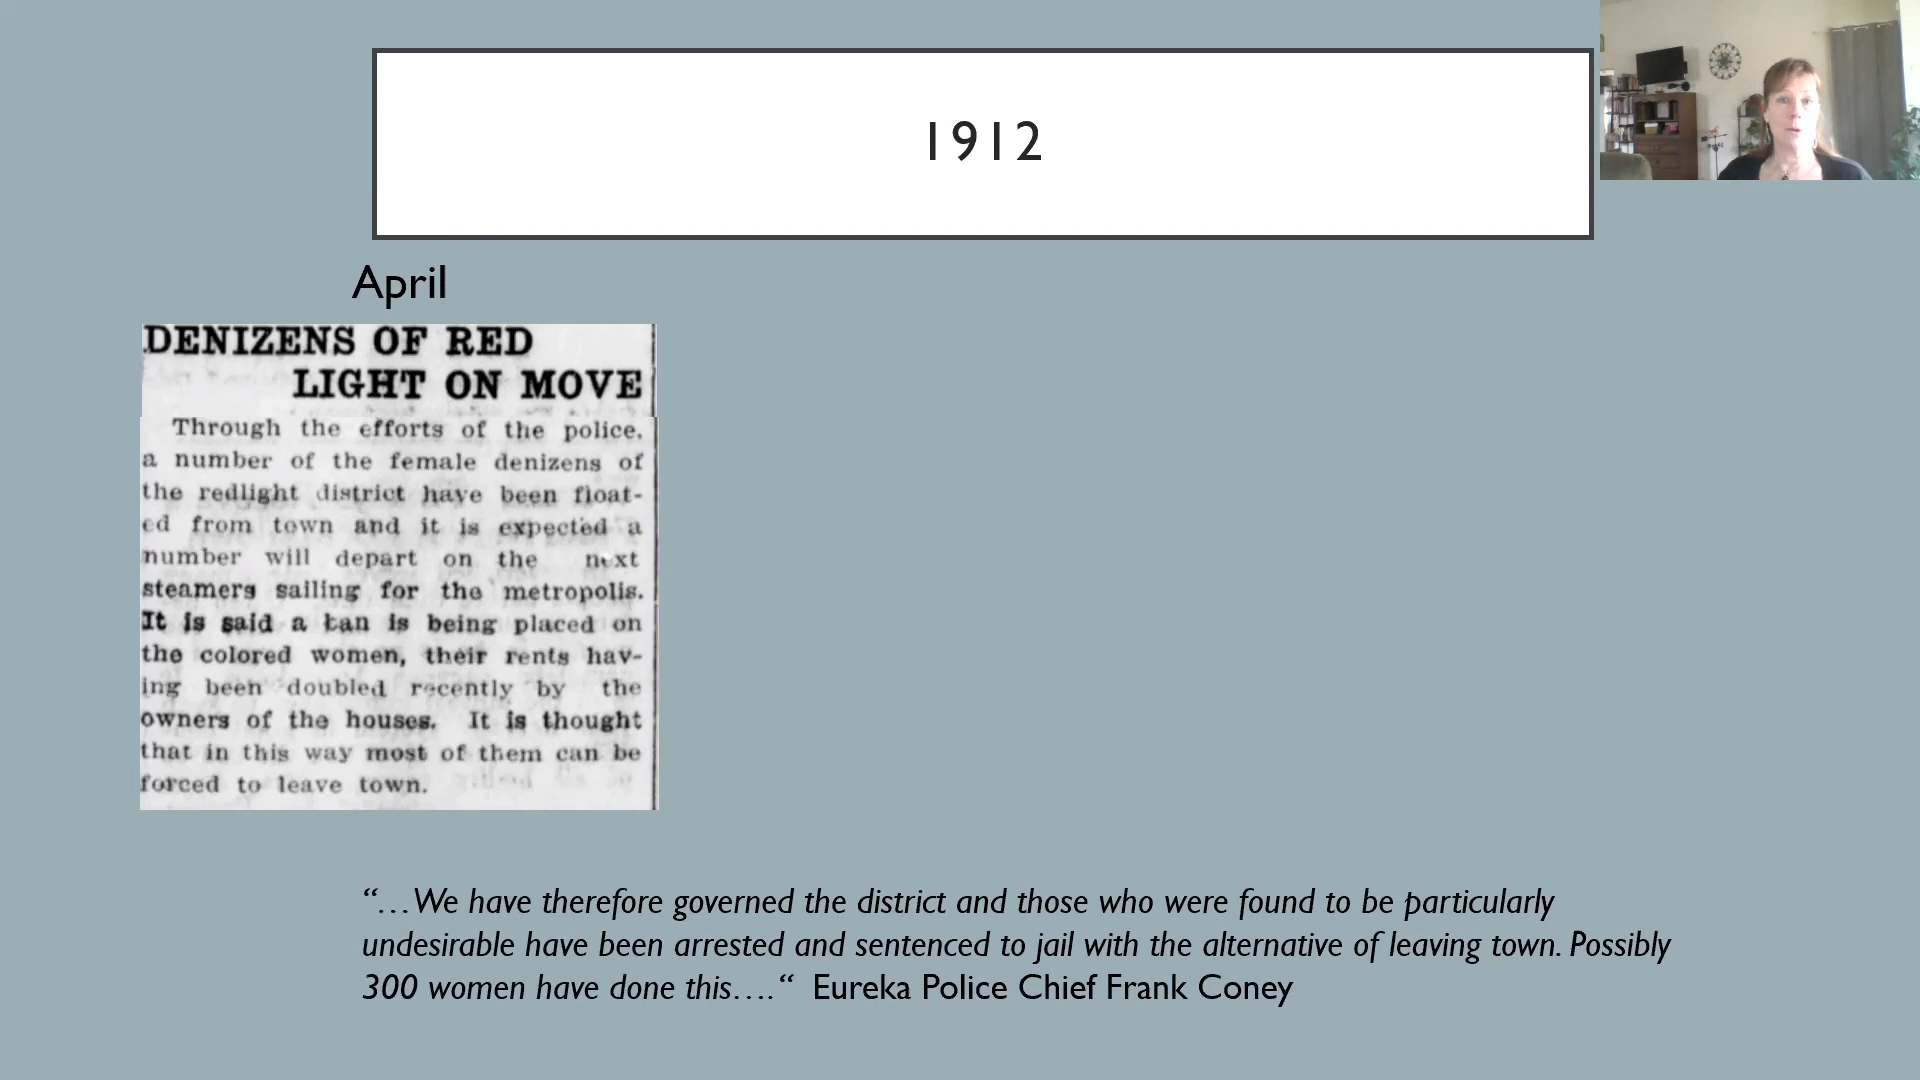 1912
April
DENIZENS OF RED
LIGHT ON MOVE
Through the efforts of the police,
a number of the female denizens of
the redlight district have been float-
ed from town and it is expected a
number will depart on the next
steamers sailing for the metropolis.
It is said a ban is being placed on
the colored women, their rents hav-
ing been doubled recently by the
owners of the houses. It is thought
that in this way most of them can be
forced to leave town.
“…We have therefore governed the district and those who were found to be particularly
undesirable have been arrested and sentenced to jail with the alternative of leaving town. Possibly
300 women have done this….“ Eureka Police Chief Frank Coney